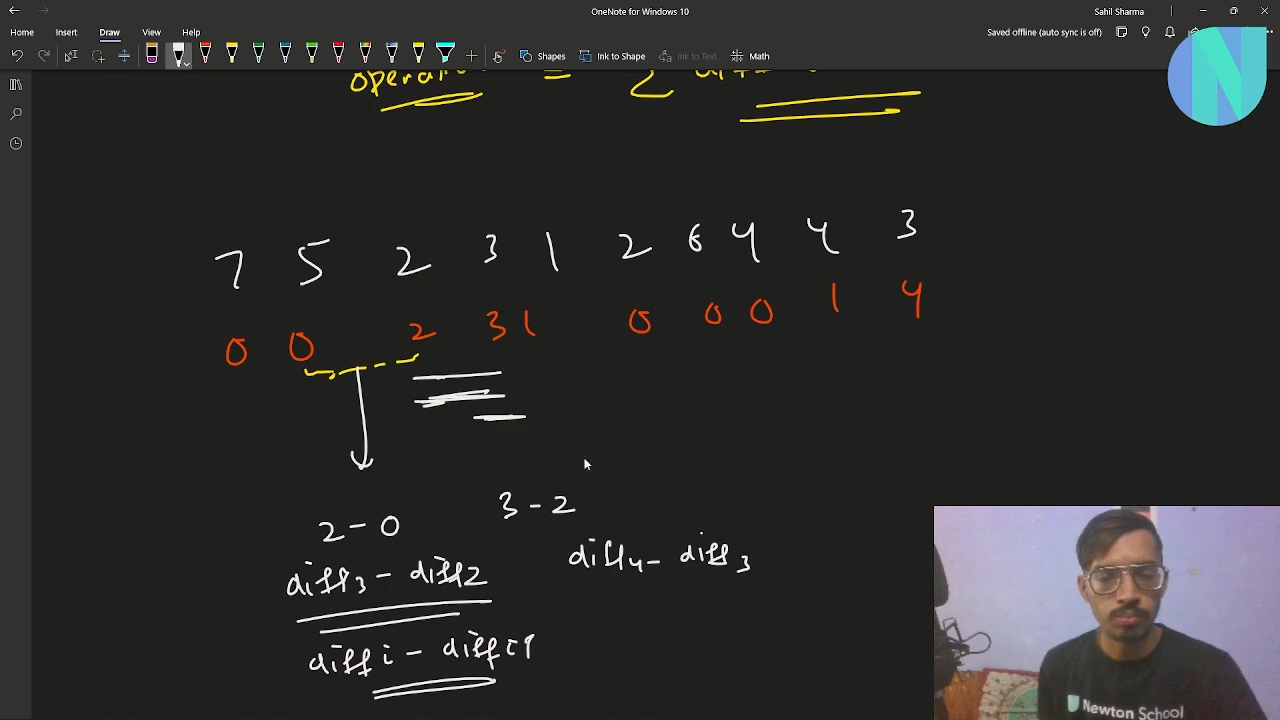 OneNote for Windows 10
Sahil Sharma
Home Insert Draw View Help
Saved offline (auto sync is off)
Shapes Ink to Shape Ink to Text Math
= Σ
7 5 2 3 1 2 6 4 4 3
0 0 2 3 1 0 0 0 1 4
2 - 0 3 - 2
diff3 - diff2 diff4 - diff3
diff i -
Newton School